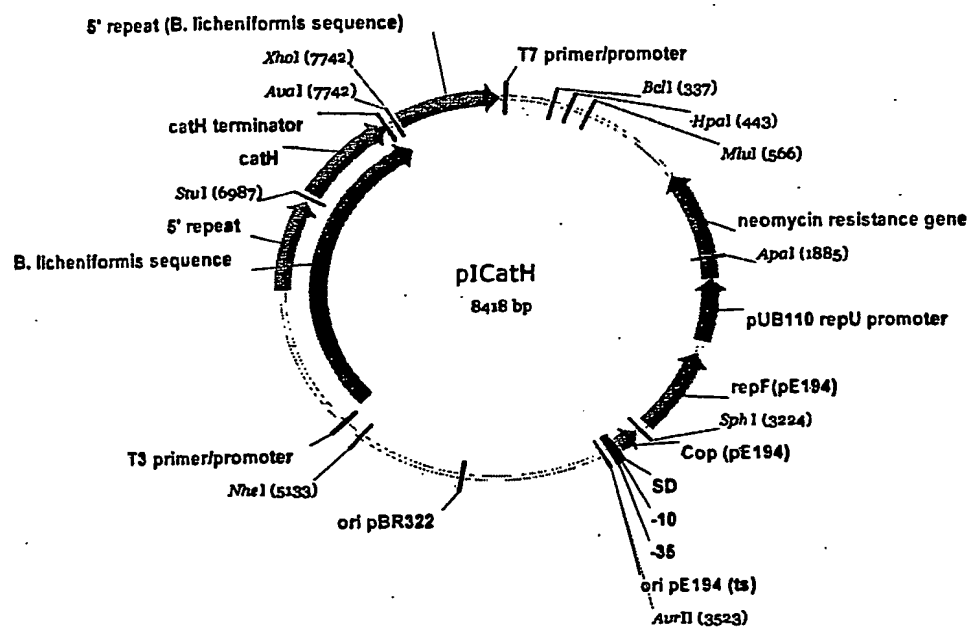 5' repeat (B. licheniformis sequence)
XhoI (7742)
AvaI (7742)
catH terminator
catH
StuI (6987)
5' repeat
B. licheniformis sequence
T7 primer/promoter
BclI (337)
HpaI (443)
MluI (566)
neomycin resistance gene
ApaI (1885)
pUB110 repU promoter
repF(pE194)
SphI (3224)
Cop (pE194)
SD
-10
-35
ori pE194 (ts)
AvrII (3523)
pICatH
8418 bp
T3 primer/promoter
NheI (5133)
ori pBR322